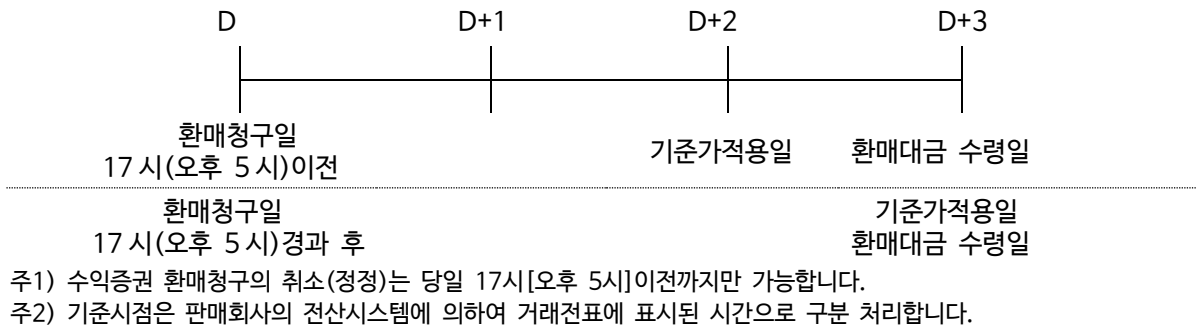 D D+1 D+2 D+3
환매청구일
17 시(오후 5 시)이전
기준가적용일 환매대금 수령일
환매청구일 기준가적용일
17 시(오후 5 시)경과 후 환매대금 수령일
주1) 수익증권 환매청구의 취소(정정)는 당일 17시[오후 5시]이전까지만 가능합니다.
주2) 기준시점은 판매회사의 전산시스템에 의하여 거래전표에 표시된 시간으로 구분 처리합니다.